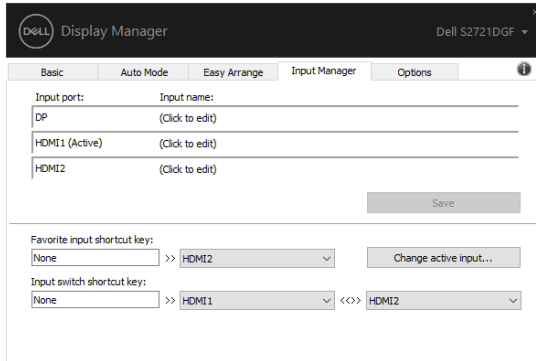 DELL Display Manager Dell S2721DGF
Basic Auto Mode Easy Arrange Input Manager Options
Input port: Input name:
DP (Click to edit)
HDMI1 (Active) (Click to edit)
HDMI2 (Click to edit)
Save
Favorite input shortcut key:
None >> HDMI2 Change active input...
Input switch shortcut key:
None >> HDMI1 <<>> HDMI2